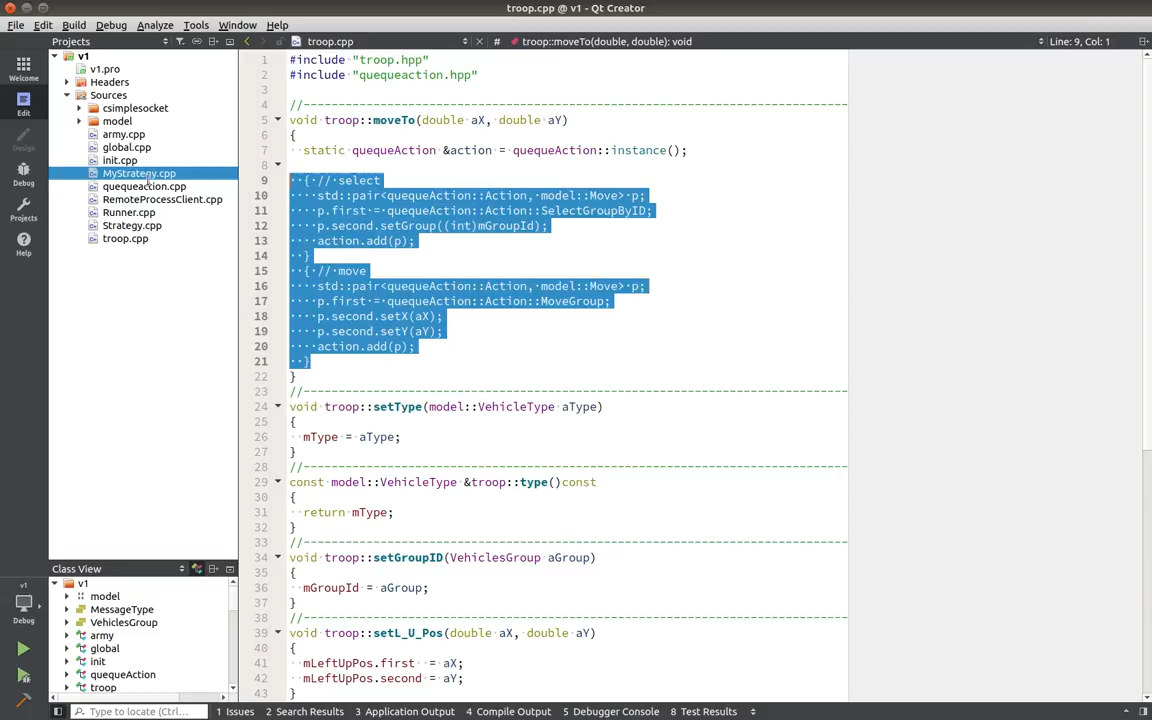 troop.cpp @ v1 - Qt Creator
File Edit Build Debug Analyze Tools Window Help
Projects
troop.cpp
# troop::moveTo(double, double): void
Line: 9, Col: 1
Welcome
Edit
Design
Debug
Projects
Help
v1
Debug
v1
v1.pro
Headers
Sources
csimplesocket
model
army.cpp
global.cpp
init.cpp
MyStrategy.cpp
quequeaction.cpp
RemoteProcessClient.cpp
Runner.cpp
Strategy.cpp
troop.cpp
Class View
v1
model
MessageType
VehiclesGroup
army
global
init
quequeAction
troop
1 #include "troop.hpp"
2 #include "quequeaction.hpp"
3
4 //-------------------------------------------------------------------------------
5 void troop::moveTo(double aX, double aY)
6 {
7 static quequeAction &action = quequeAction::instance();
8
9 { // select
10 std::pair<quequeAction::Action, model::Move> p;
11 p.first = quequeAction::Action::SelectGroupByID;
12 p.second.setGroup((int)mGroupId);
13 action.add(p);
14 }
15 { // move
16 std::pair<quequeAction::Action, model::Move> p;
17 p.first = quequeAction::Action::MoveGroup;
18 p.second.setX(aX);
19 p.second.setY(aY);
20 action.add(p);
21 }
22 }
23 //-------------------------------------------------------------------------------
24 void troop::setType(model::VehicleType aType)
25 {
26 mType = aType;
27 }
28 //-------------------------------------------------------------------------------
29 const model::VehicleType &troop::type()const
30 {
31 return mType;
32 }
33 //-------------------------------------------------------------------------------
34 void troop::setGroupID(VehiclesGroup aGroup)
35 {
36 mGroupId = aGroup;
37 }
38 //-------------------------------------------------------------------------------
39 void troop::setL_U_Pos(double aX, double aY)
40 {
41 mLeftUpPos.first = aX;
42 mLeftUpPos.second = aY;
43 }
Type to locate (Ctrl...
1 Issues 2 Search Results 3 Application Output 4 Compile Output 5 Debugger Console 8 Test Results